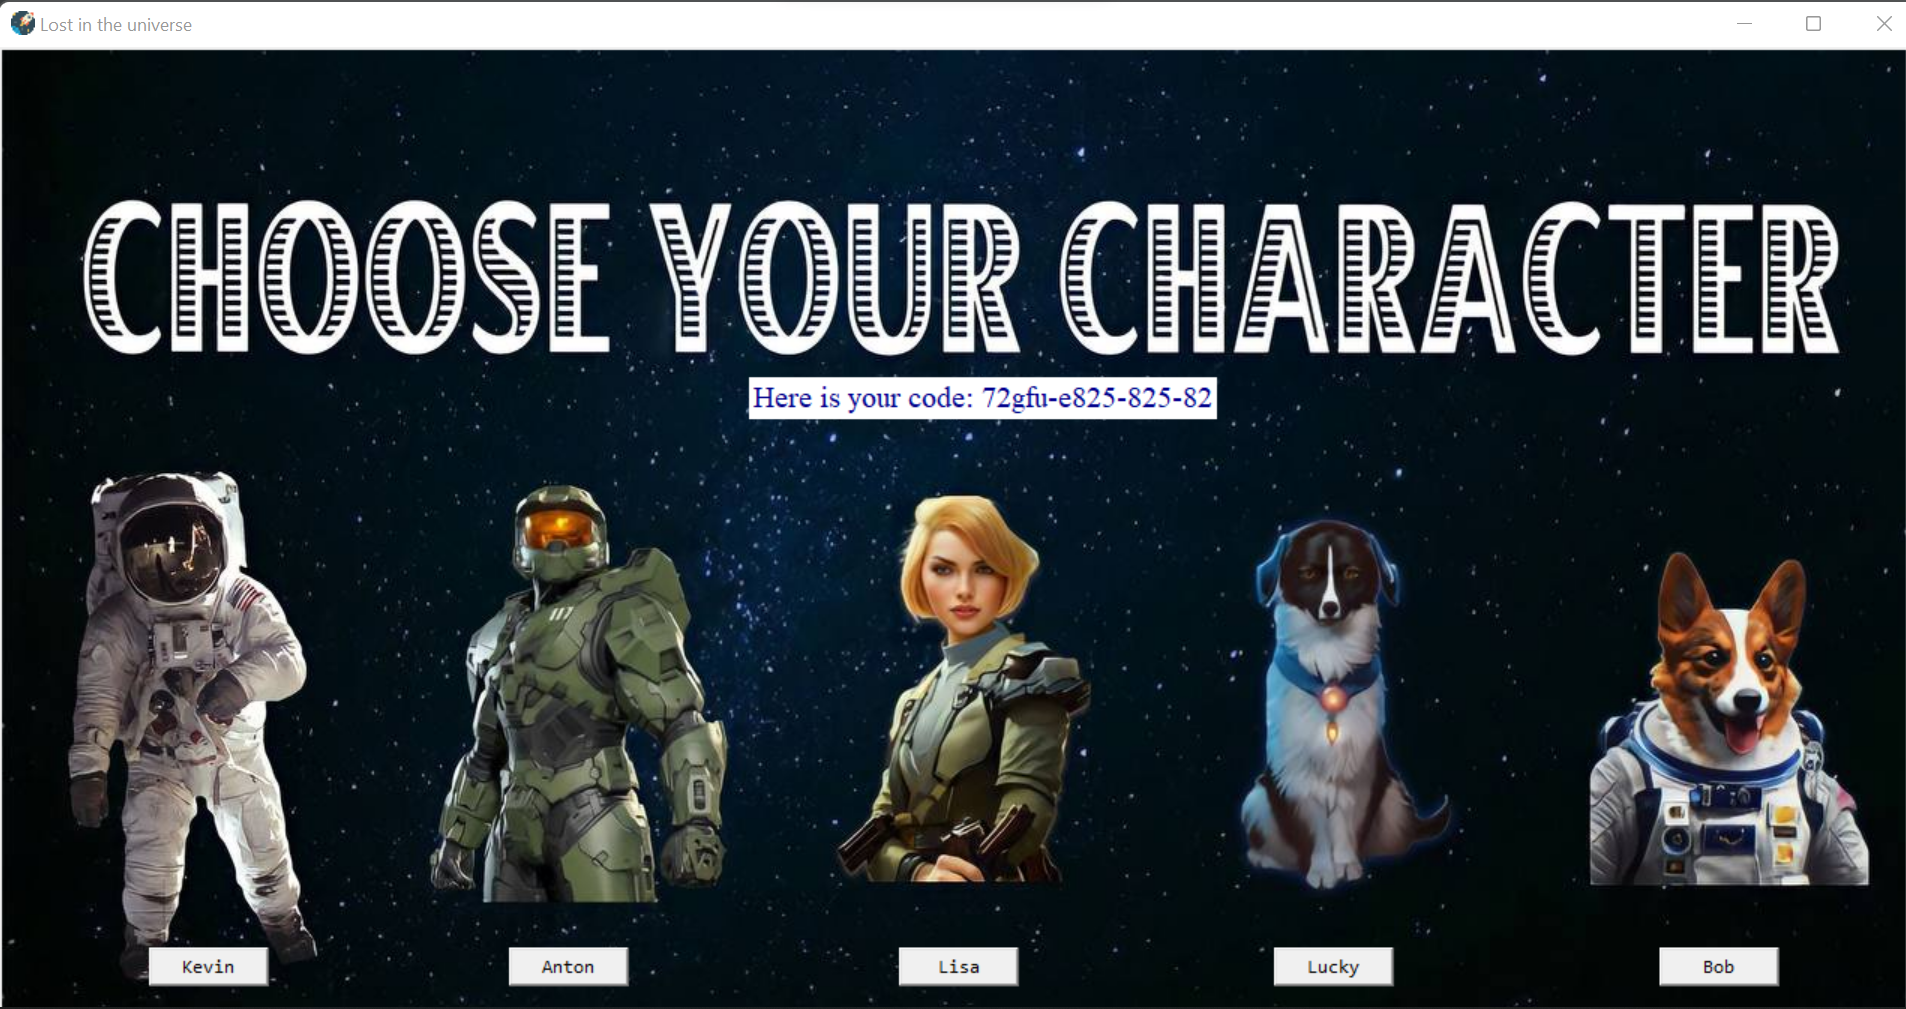 Lost in the universe
CHOOSE YOUR CHARACTER
Here is your code: 72gfu-e825-825-82
117
Kevin
Anton
Lisa
Lucky
Bob